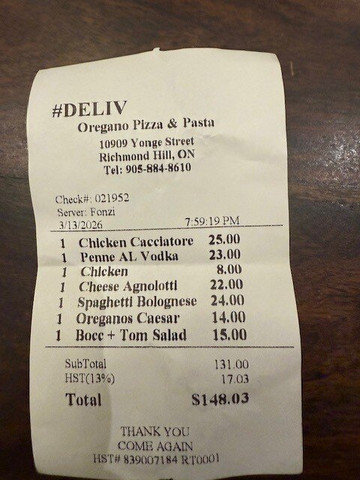 #DELIV
Oregano Pizza & Pasta
10909 Yonge Street
Richmond Hill, ON
Tel: 905-884-8610
Check#: 021952
Server: Fonzi
3/13/2026 7:59:19 PM
1 Chicken Cacciatore 25.00
1 Penne AL Vodka 23.00
1 Chicken 8.00
1 Cheese Agnolotti 22.00
1 Spaghetti Bolognese 24.00
1 Oreganos Caesar 14.00
1 Bocc + Tom Salad 15.00
SubTotal 131.00
HST(13%) 17.03
Total $148.03
THANK YOU
COME AGAIN
HST# 839007184 RT0001